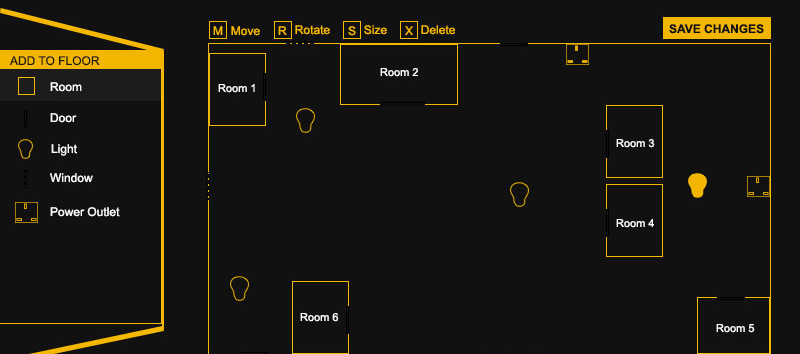 M Move R Rotate S Size X Delete
SAVE CHANGES
ADD TO FLOOR
Room
Door
Light
Window
Power Outlet
Room 1
Room 2
Room 3
Room 4
Room 6
Room 5